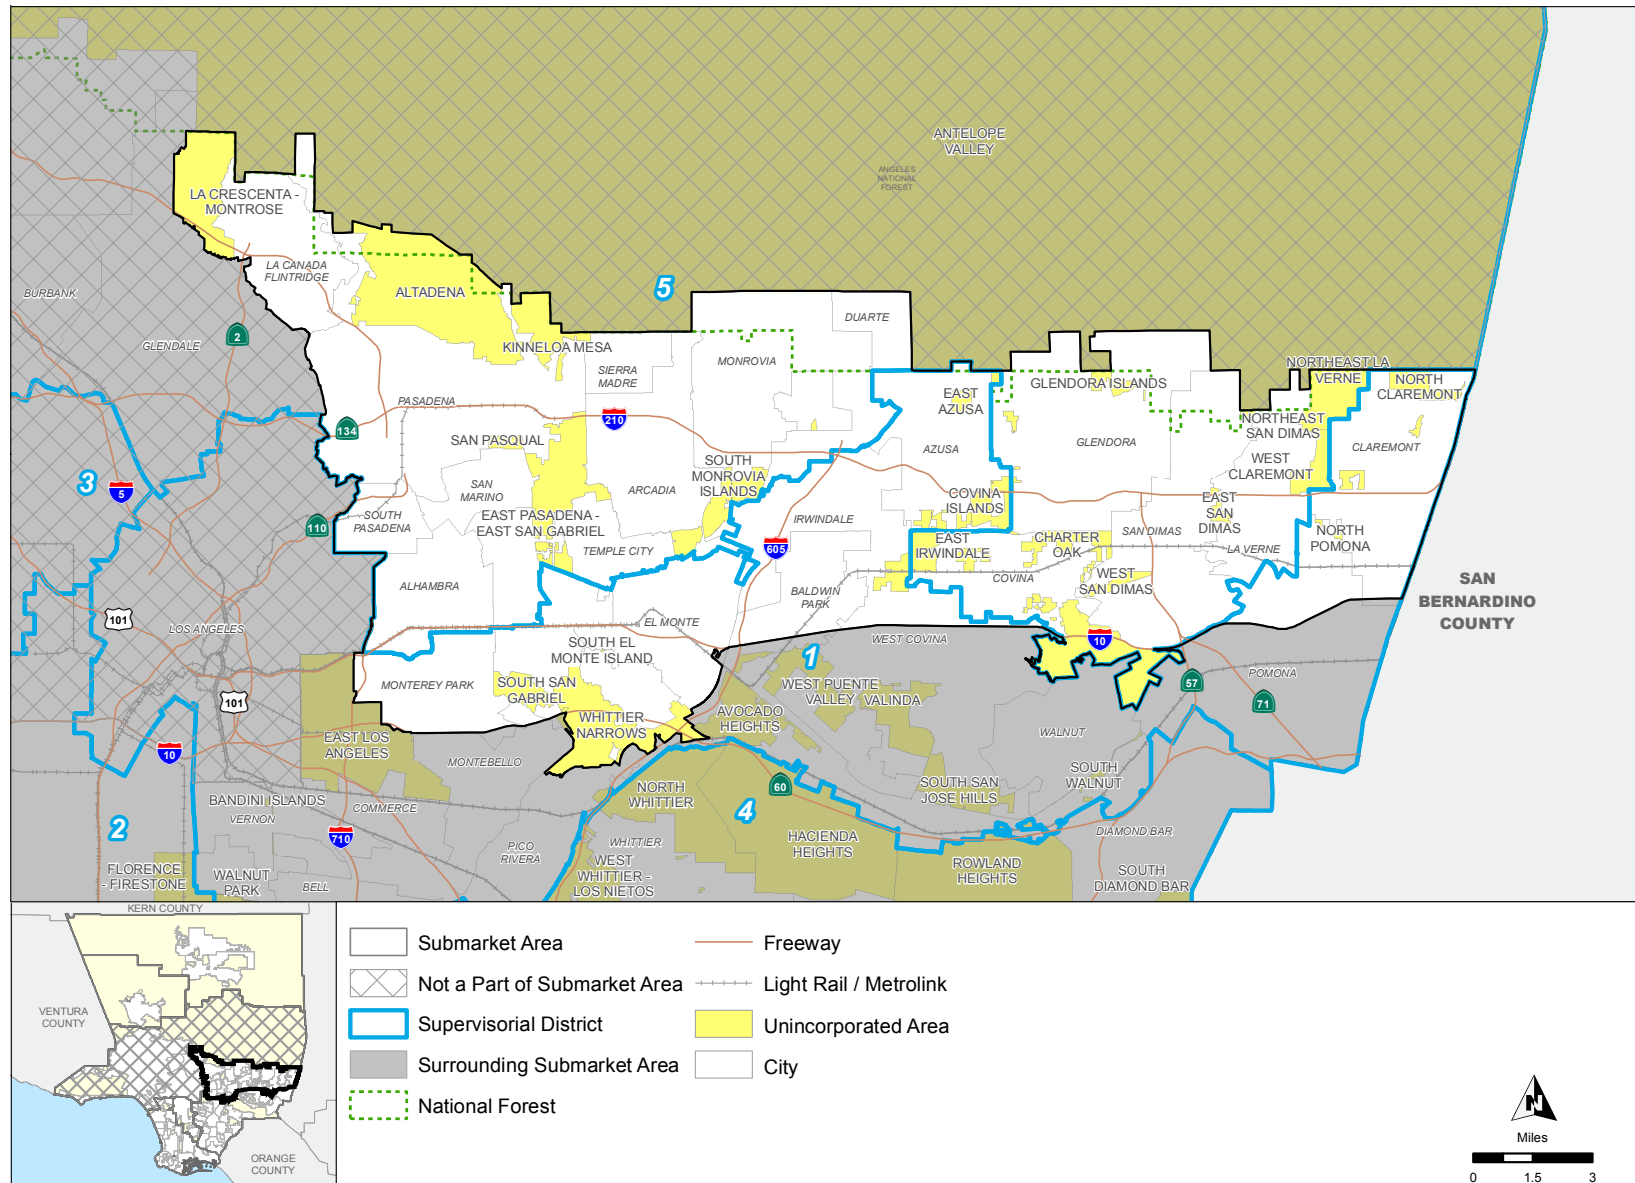 ANTELOPE
VALLEY
ANGELES
NATIONAL
FOREST
LA CRESCENTA -
MONTROSE
LA CANADA
FLINTRIDGE
BURBANK
ALTADENA
5
DUARTE
2
GLENDALE
KINNELOA MESA
MONROVIA
SIERRA
MADRE
NORTHEAST LA
VERNE
GLENDORA ISLANDS
NORTH
CLAREMONT
EAST
AZUSA
PASADENA
210
134
NORTHEAST
SAN DIMAS
SAN PASQUAL
GLENDORA
AZUSA
CLAREMONT
WEST
CLAREMONT
SOUTH
MONROVIA
ISLANDS
3
5
SAN
MARINO
ARCADIA
COVINA
ISLANDS
EAST
SAN
DIMAS
110
SOUTH
PASADENA
EAST PASADENA -
EAST SAN GABRIEL
IRWINDALE
SAN DIMAS
NORTH
POMONA
TEMPLE CITY
605
EAST
IRWINDALE
CHARTER
OAK
LA VERNE
ALHAMBRA
BALDWIN
PARK
COVINA
WEST
SAN DIMAS
SAN
BERNARDINO
COUNTY
101
LOS ANGELES
EL MONTE
WEST COVINA
10
SOUTH EL
MONTE ISLAND
1
MONTEREY PARK
SOUTH SAN
GABRIEL
WEST PUENTE
VALLEY
VALINDA
57
POMONA
71
101
WHITTIER
NARROWS
AVOCADO
HEIGHTS
EAST LOS
ANGELES
10
MONTEBELLO
WALNUT
NORTH
WHITTIER
60
SOUTH SAN
JOSE HILLS
SOUTH
WALNUT
BANDINI ISLANDS
VERNON
COMMERCE
4
2
710
PICO
RIVERA
WHITTIER
HACIENDA
HEIGHTS
DIAMOND BAR
FLORENCE
- FIRESTONE
WALNUT
PARK
BELL
WEST
WHITTIER -
LOS NIETOS
ROWLAND
HEIGHTS
SOUTH
DIAMOND BAR
KERN COUNTY
VENTURA
COUNTY
ORANGE
COUNTY
Submarket Area
Not a Part of Submarket Area
Supervisorial District
Surrounding Submarket Area
National Forest
Freeway
Light Rail / Metrolink
Unincorporated Area
City
N
Miles
0 1.5 3